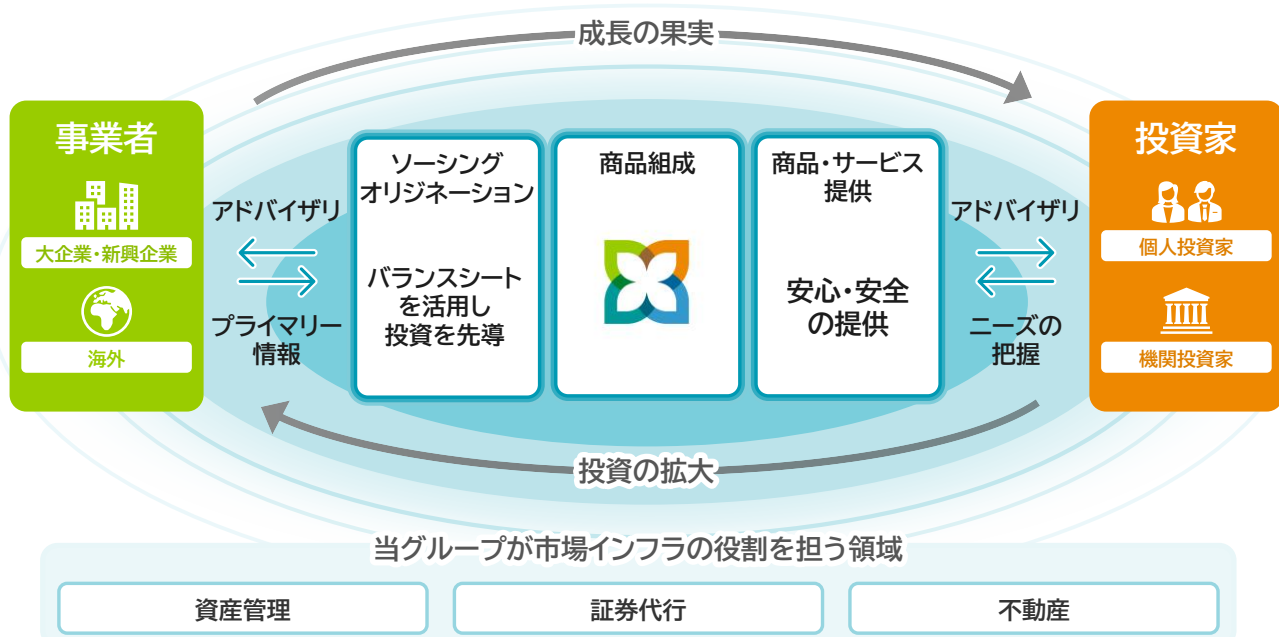 成長の果実
事業者
大企業・新興企業
海外
アドバイザリ
プライマリー
情報
ソーシング
オリジネーション
バランスシート
を活用し
投資を先導
商品組成
商品・サービス
提供
安心・安全
の提供
アドバイザリ
ニーズの
把握
投資家
個人投資家
機関投資家
投資の拡大
当グループが市場インフラの役割を担う領域
資産管理
証券代行
不動産